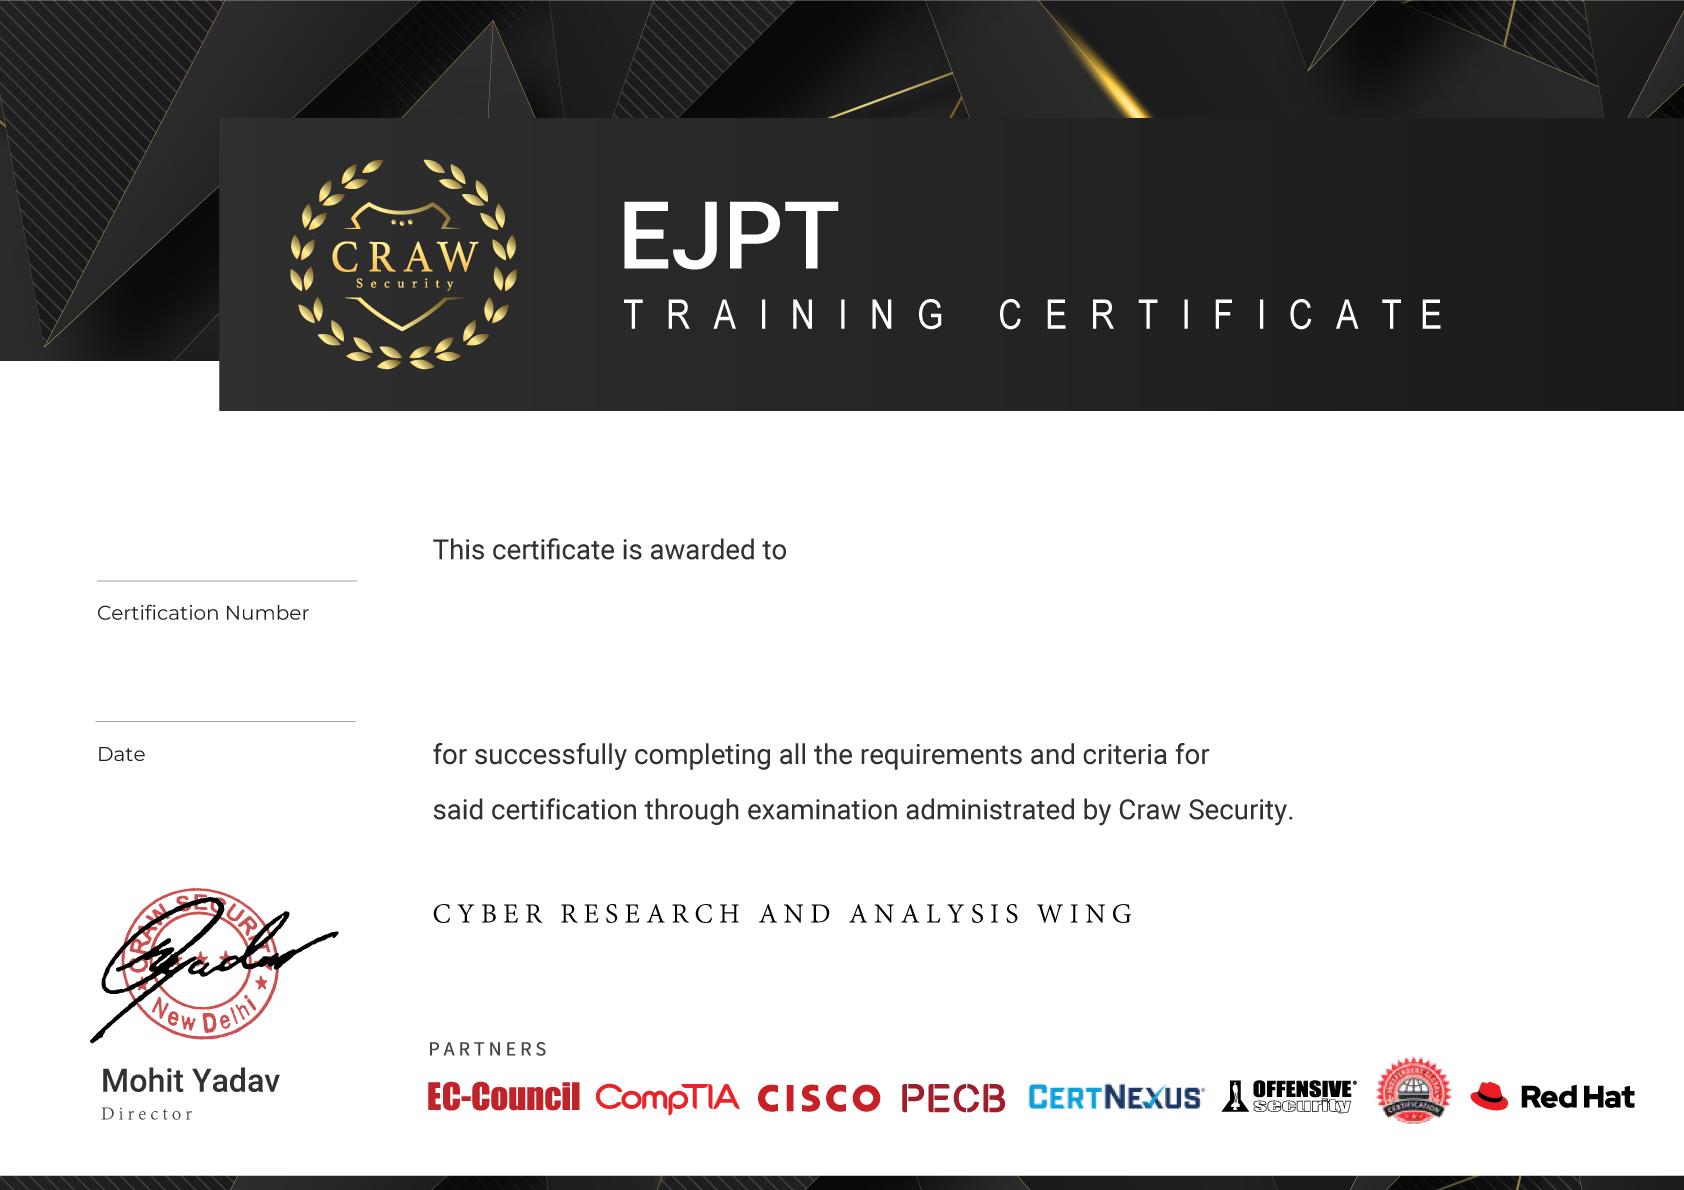 CRAW
Security
EJPT
TRAINING CERTIFICATE
This certificate is awarded to
Certification Number
Date
for successfully completing all the requirements and criteria for
said certification through examination administrated by Craw Security.
CYBER RESEARCH AND ANALYSIS WING
CRAW SECURITY
New Delhi
Mohit Yadav
Director
PARTNERS
EC-Council CompTIA CISCO PECB CERTNEXUS OFFENSIVE security CERTIFICATION Red Hat